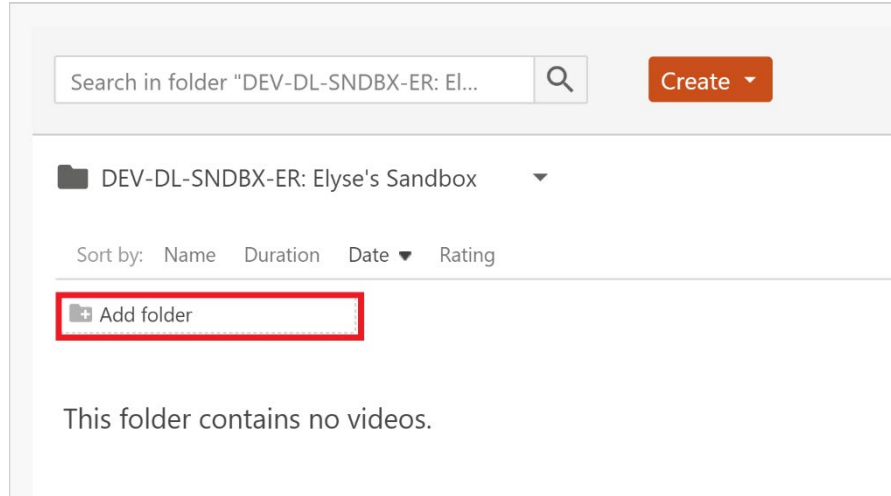 Search in folder "DEV-DL-SNDBX-ER: El...
Create
DEV-DL-SNDBX-ER: Elyse's Sandbox
Sort by: Name Duration Date Rating
Add folder
This folder contains no videos.